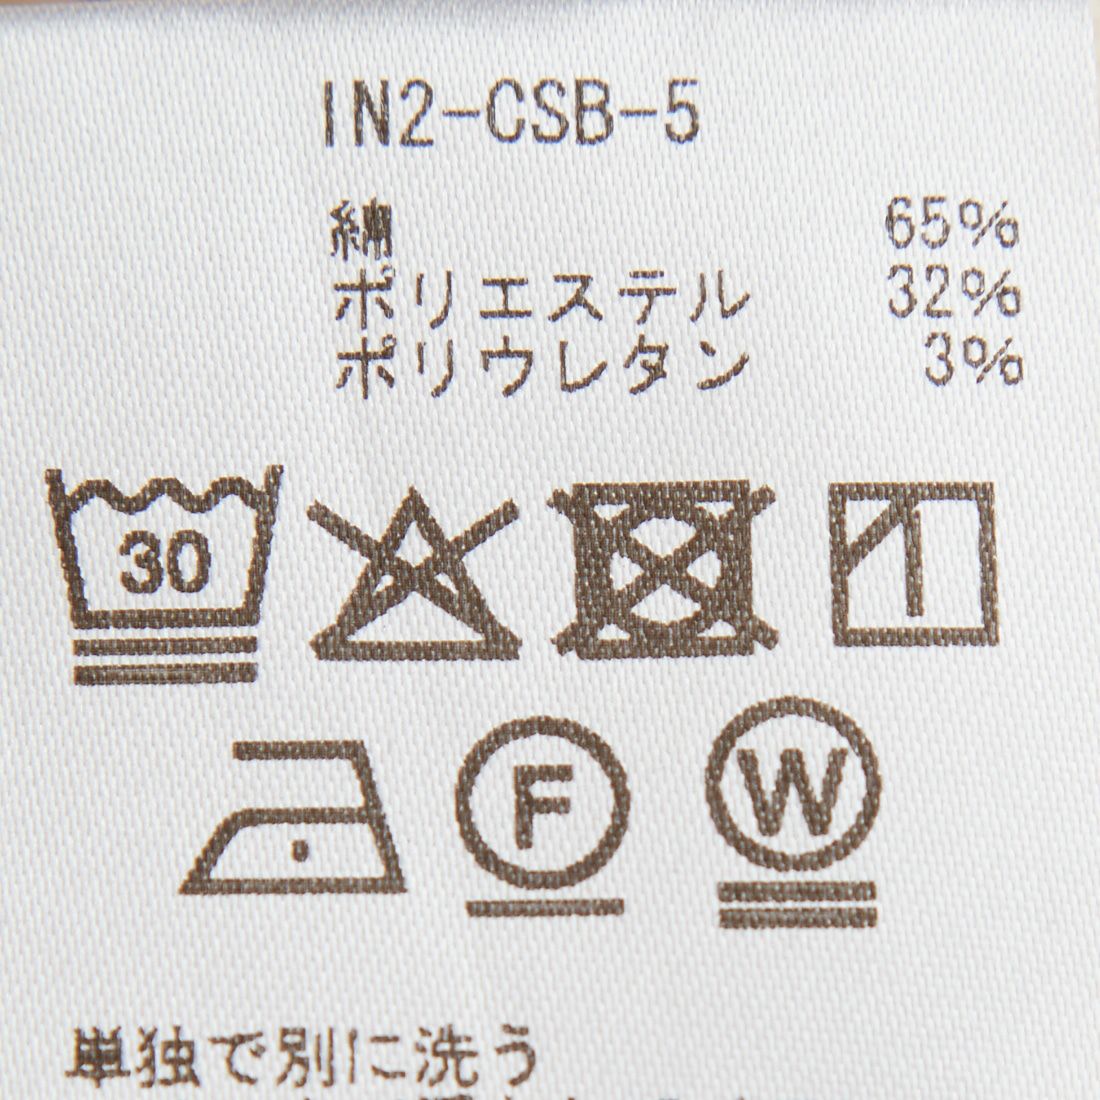 IN2-CSB-5
綿 65%
ポリエステル 32%
ポリウレタン 3%
30
F
W
単独で別に洗う